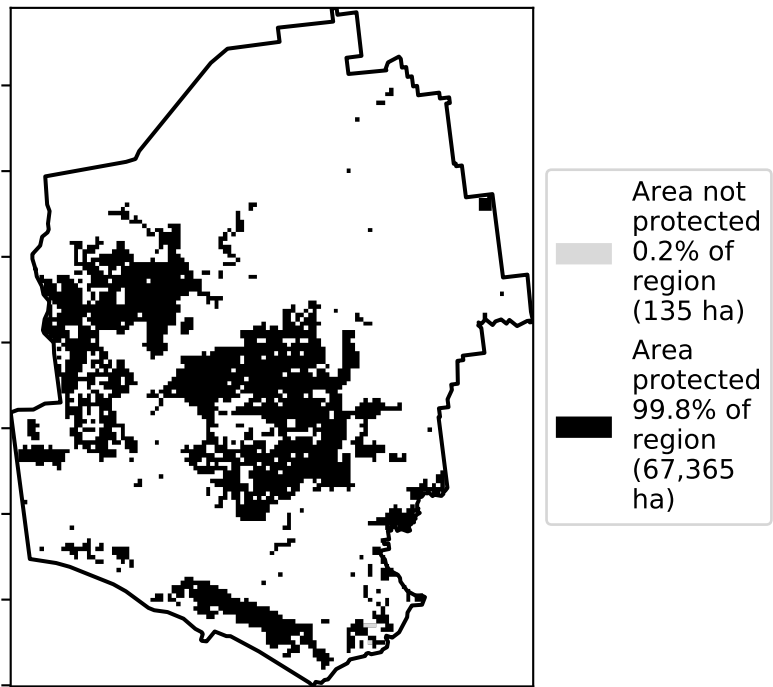 Area not
protected
0.2% of
region
(135 ha)
Area
protected
99.8% of
region
(67,365
ha)